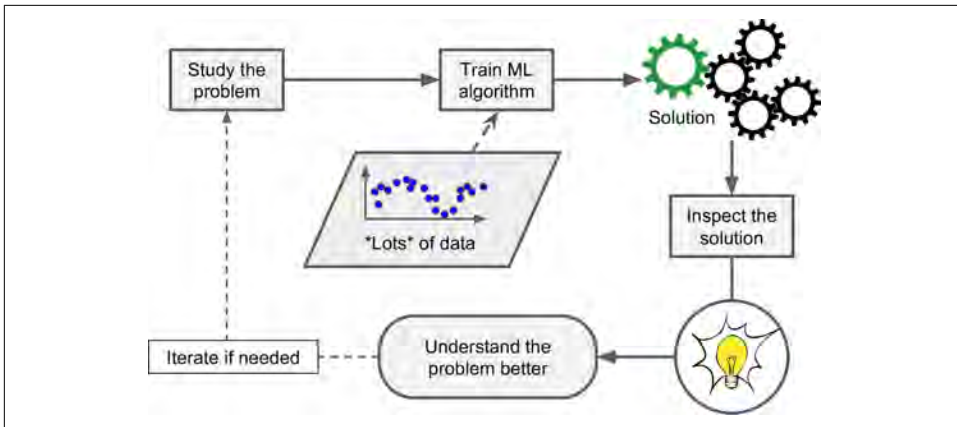 Study the
problem
Train ML
algorithm
Solution
*Lots* of data
Inspect the
solution
Understand the
problem better
Iterate if needed